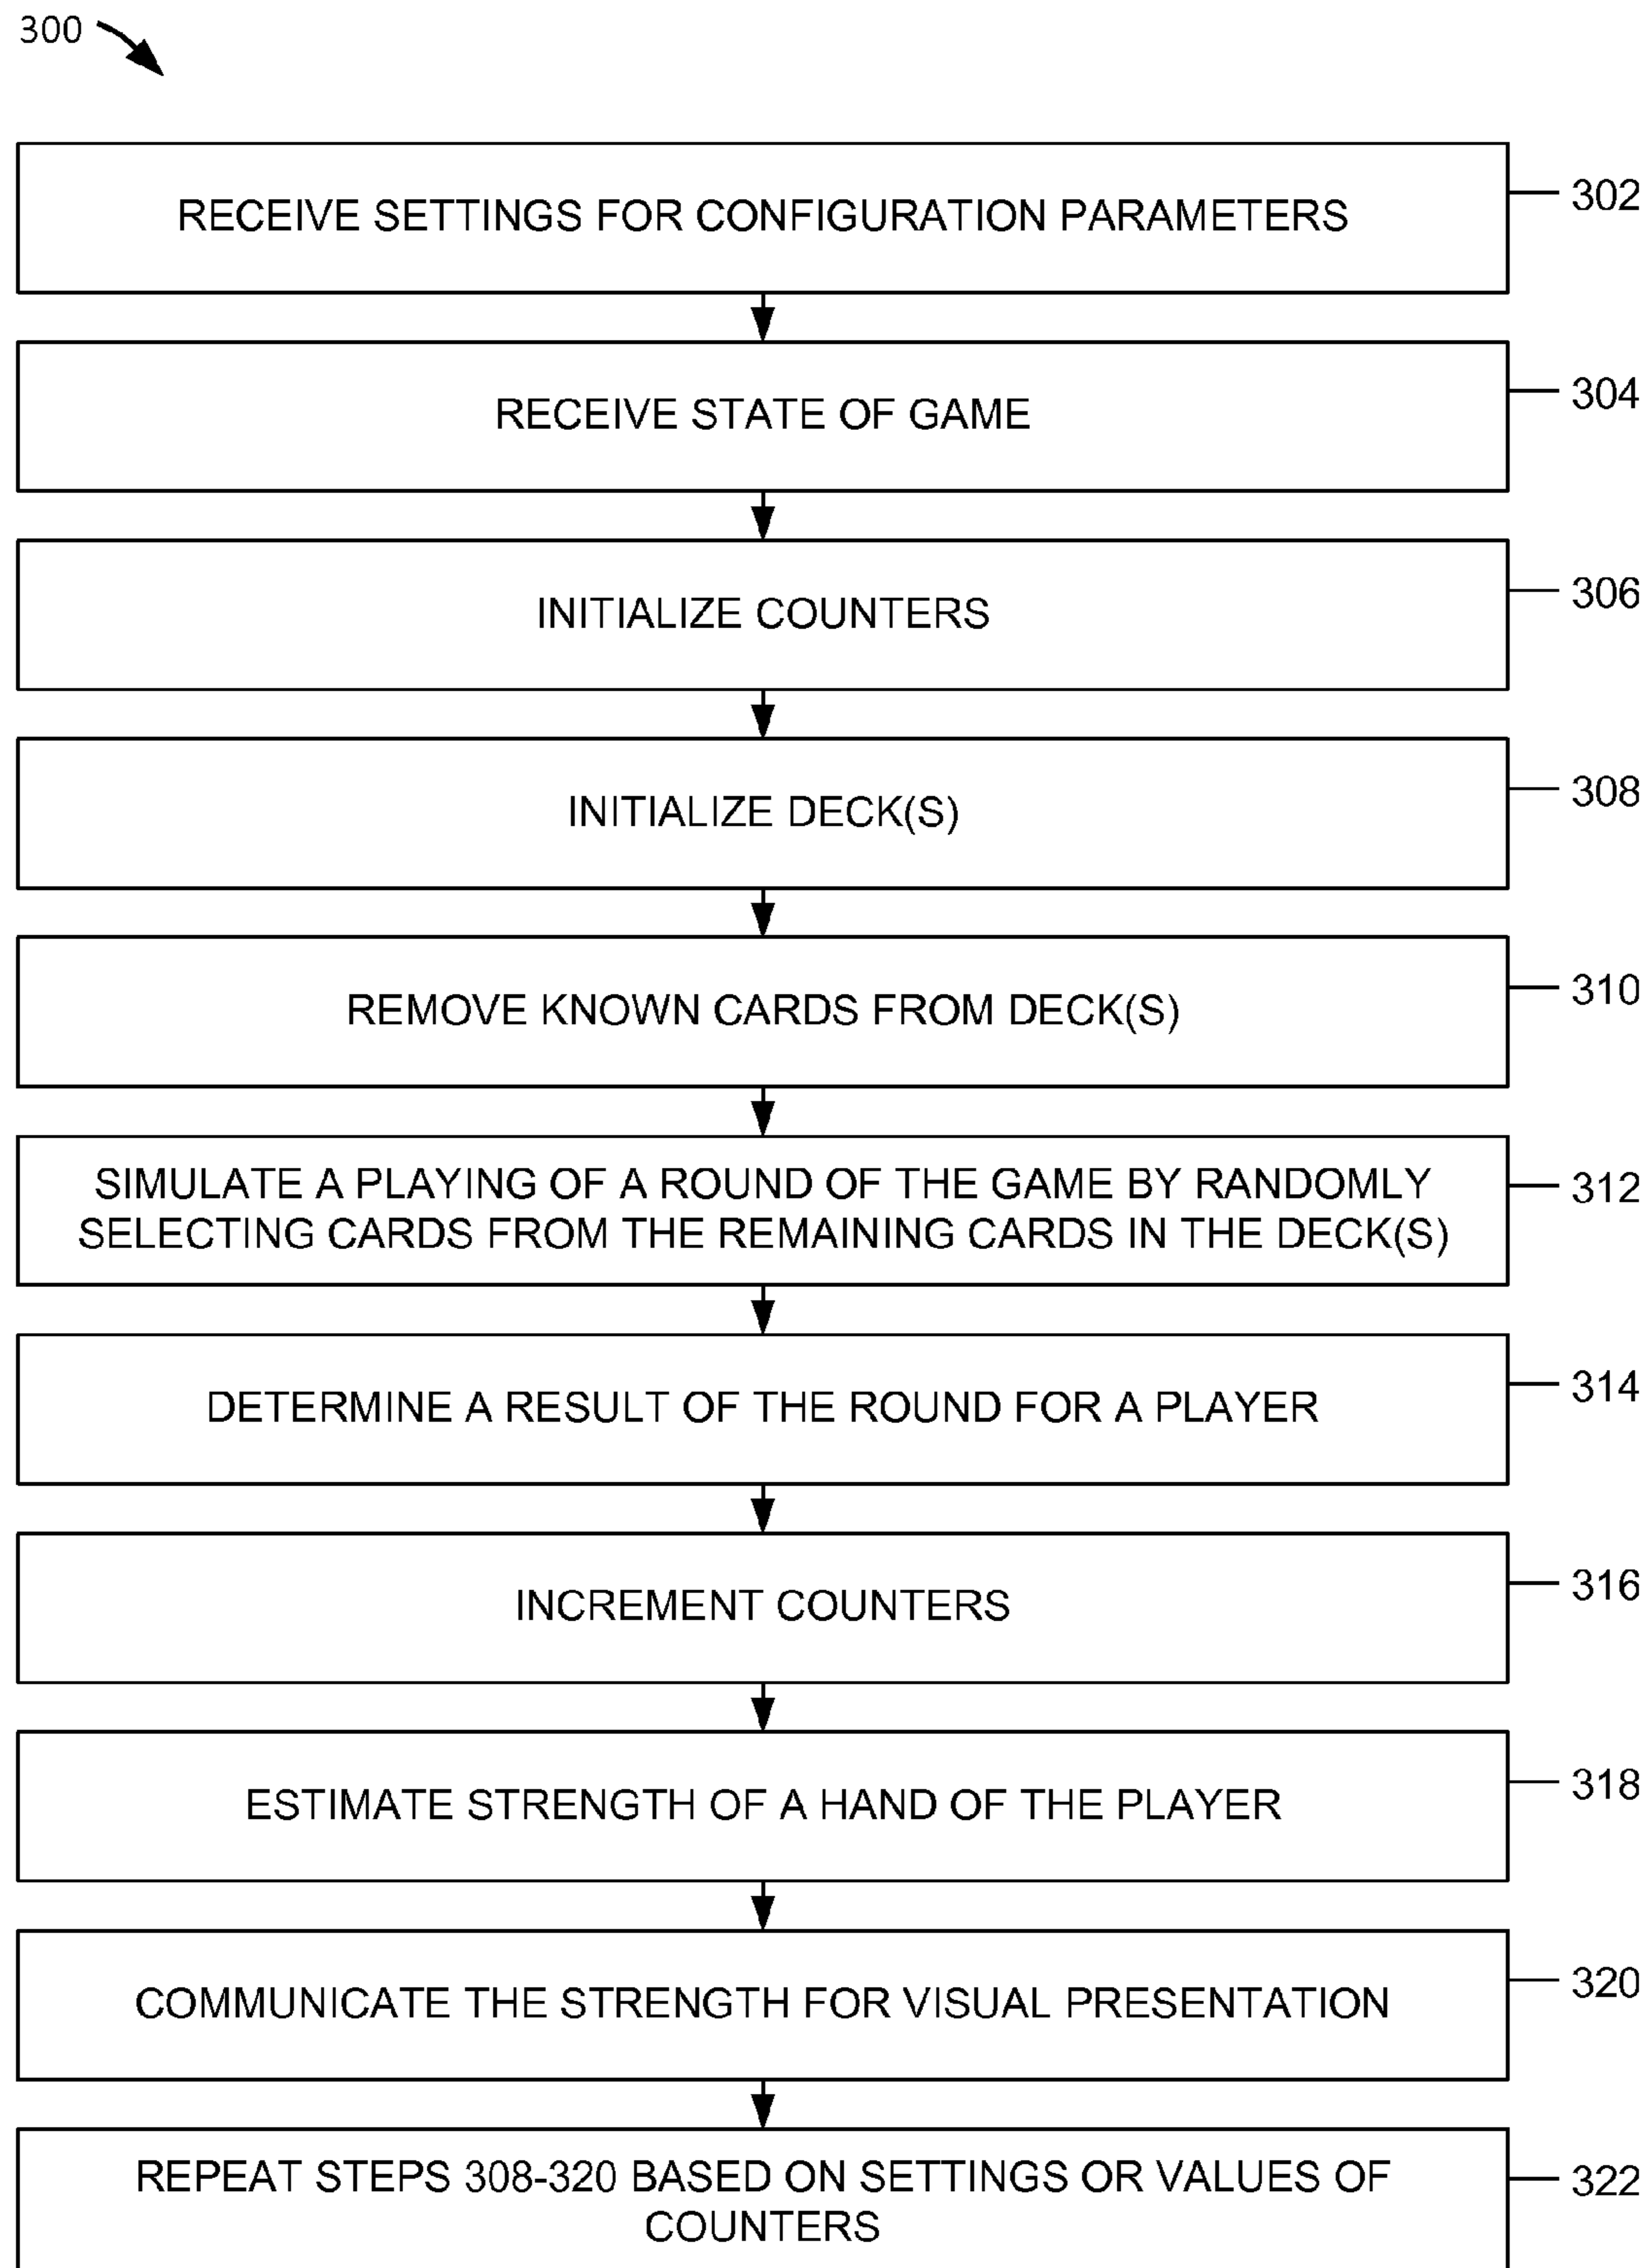 300
RECEIVE SETTINGS FOR CONFIGURATION PARAMETERS
302
RECEIVE STATE OF GAME
304
INITIALIZE COUNTERS
306
INITIALIZE DECK(S)
308
REMOVE KNOWN CARDS FROM DECK(S)
310
SIMULATE A PLAYING OF A ROUND OF THE GAME BY RANDOMLY
SELECTING CARDS FROM THE REMAINING CARDS IN THE DECK(S)
312
DETERMINE A RESULT OF THE ROUND FOR A PLAYER
314
INCREMENT COUNTERS
316
ESTIMATE STRENGTH OF A HAND OF THE PLAYER
318
COMMUNICATE THE STRENGTH FOR VISUAL PRESENTATION
320
REPEAT STEPS 308-320 BASED ON SETTINGS OR VALUES OF
COUNTERS
322